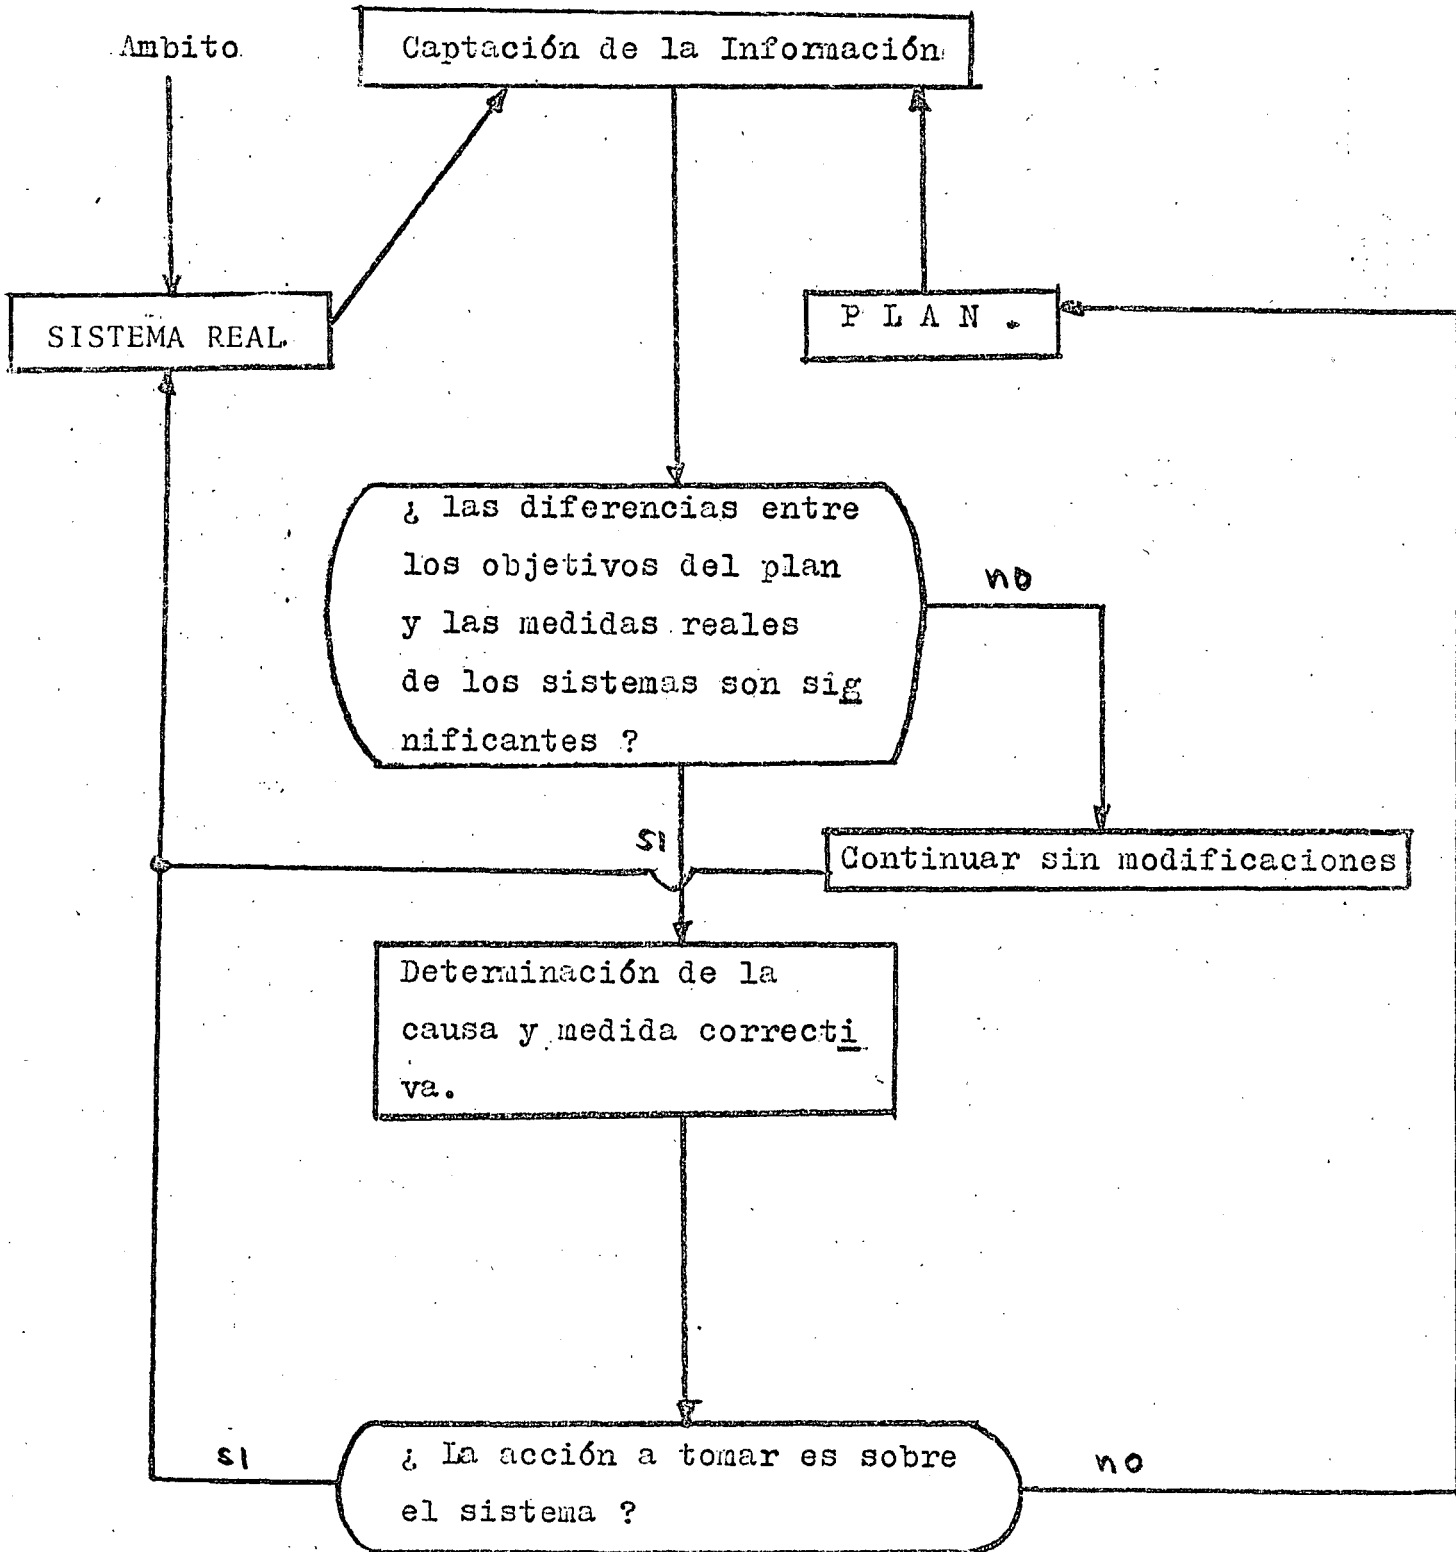 Ambito
Captación de la Información
SISTEMA REAL.
P L A N .
¿ las diferencias entre
los objetivos del plan
y las medidas reales
de los sistemas son sig
nificantes ?
no
si
Continuar sin modificaciones
Determinación de la
causa y medida correcti
va.
si
¿ La acción a tomar es sobre
el sistema ?
no